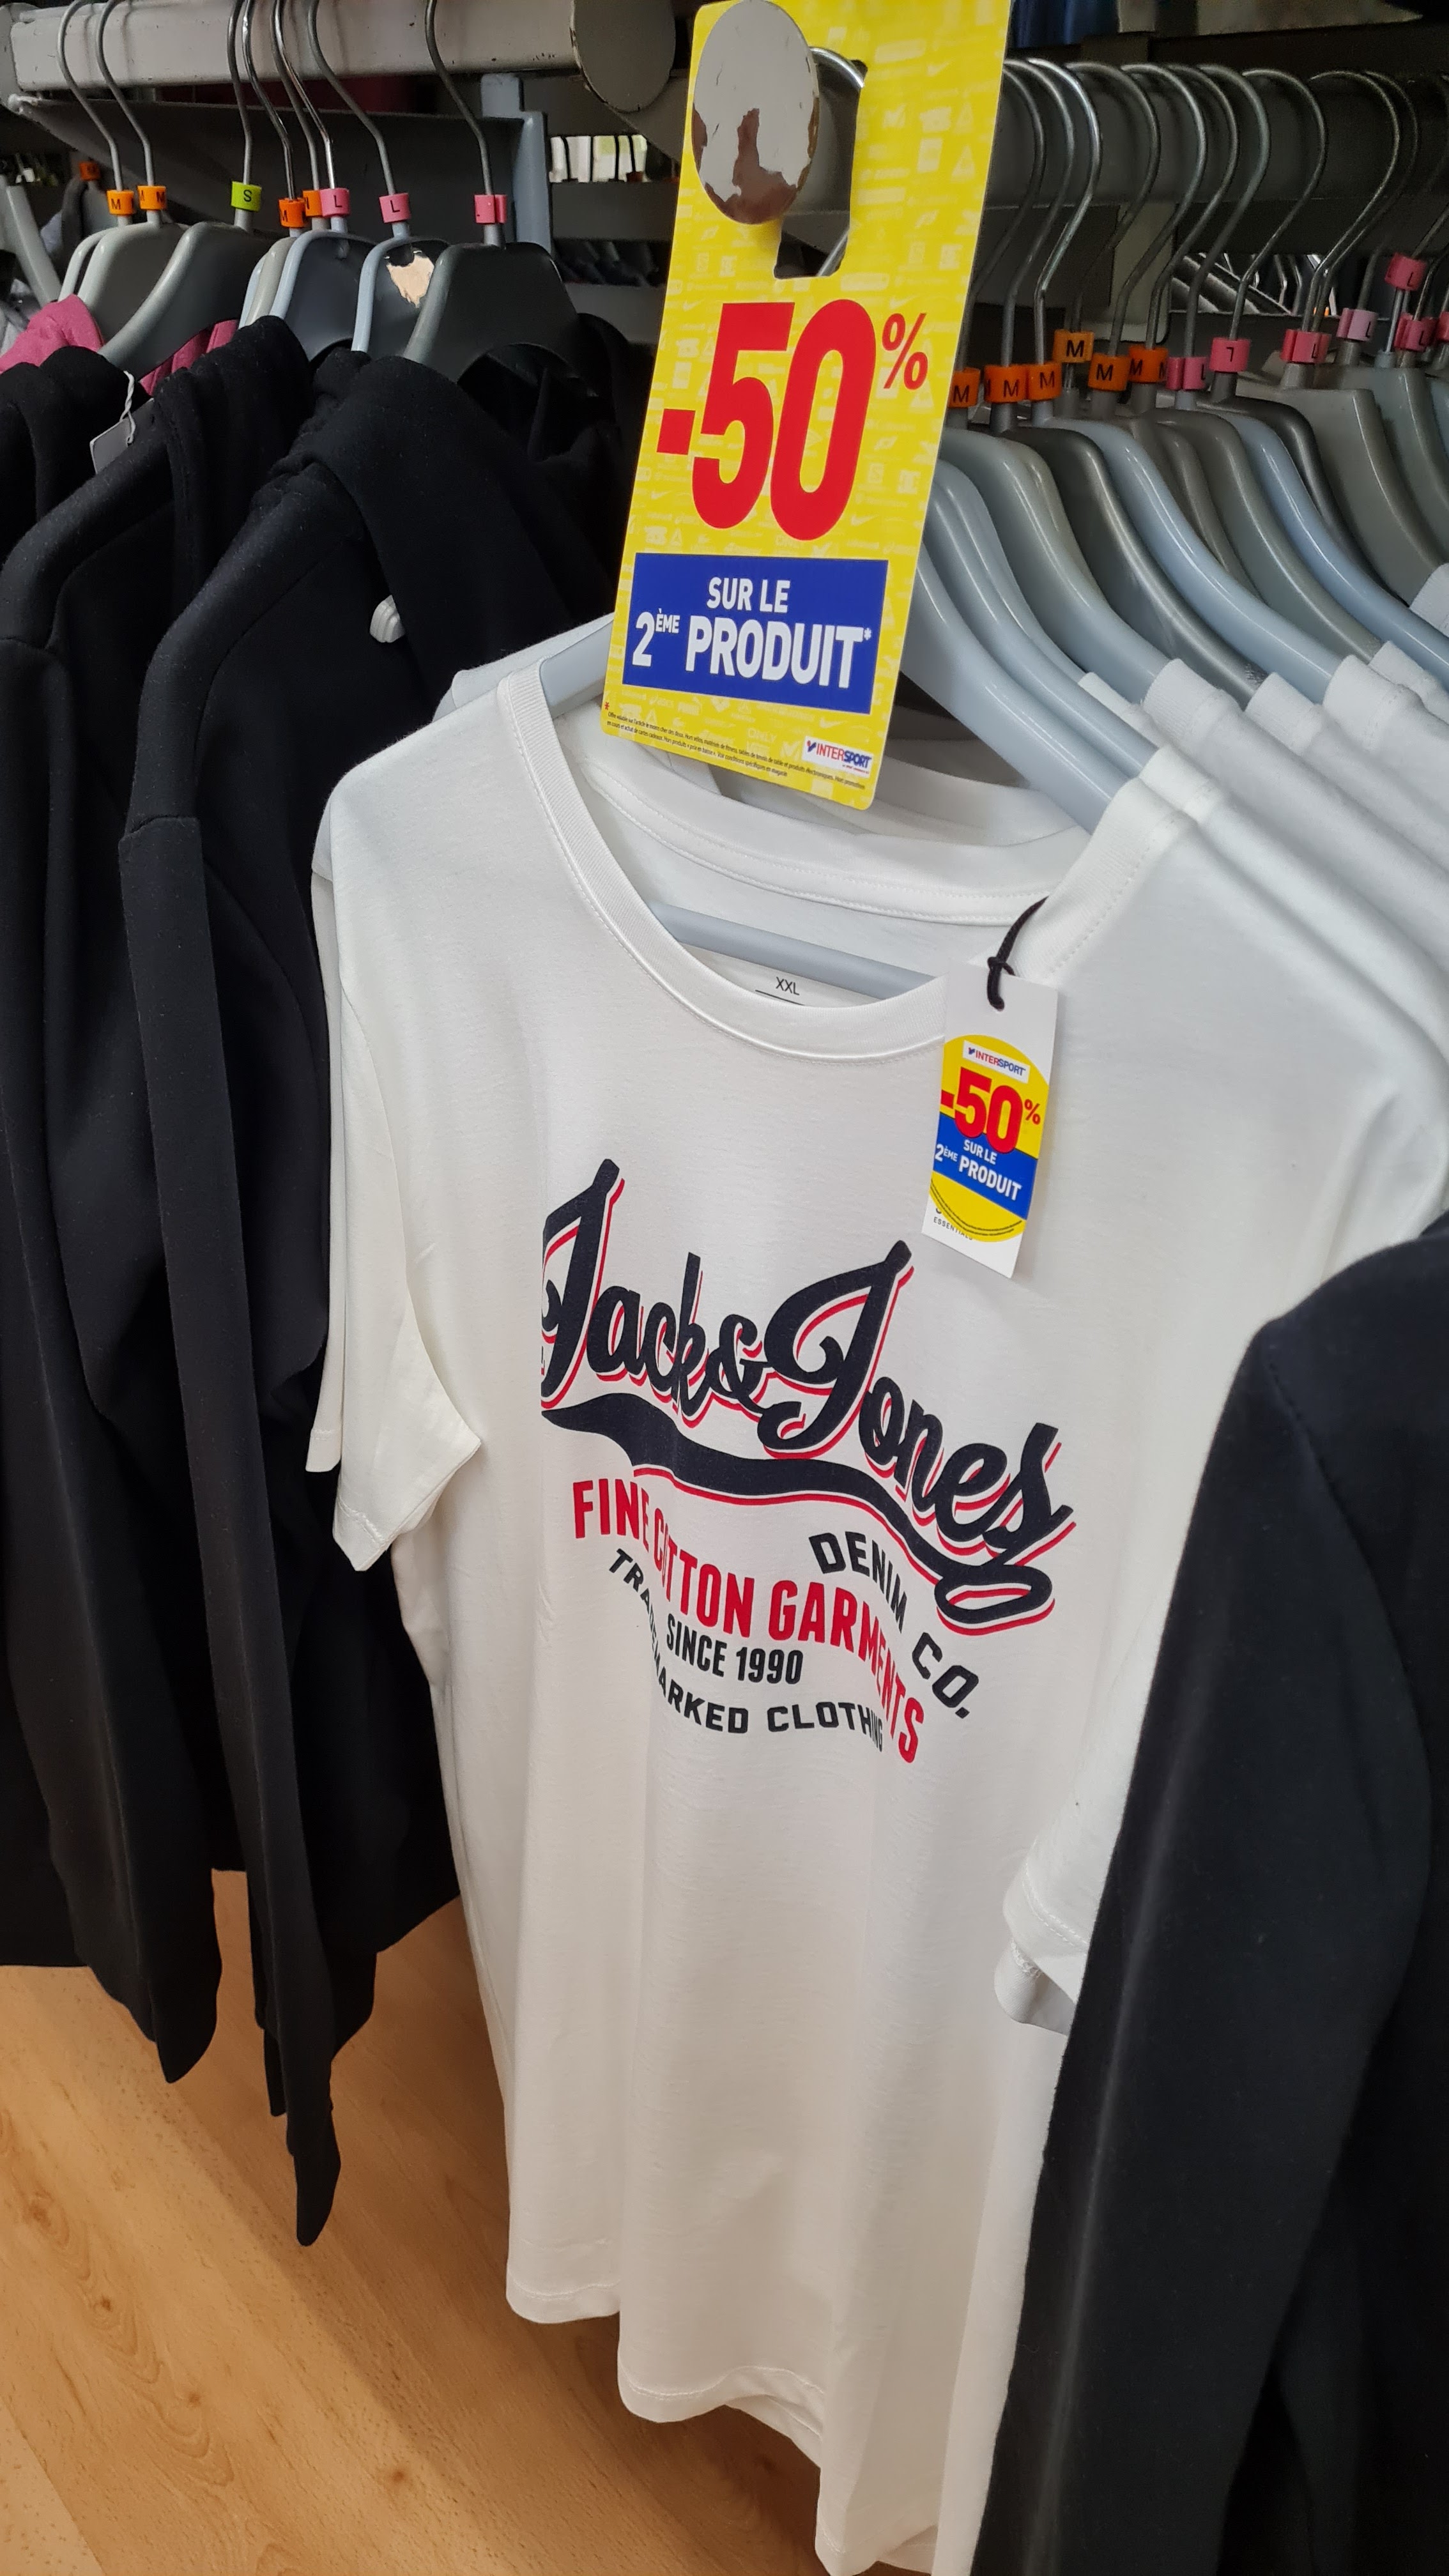 M
M
S
M
L
L
L
-50%
SUR LE
2ÈME PRODUIT*
INTERSPORT
M
M
M
M
M
M
L
L
L
L
L
XXL
INTERSPORT
-50%
SUR LE
2ÈME PRODUIT
Jack & Jones
DENIM CO.
FINE COTTON GARMENTS
SINCE 1990
TRADEMARKED CLOTHING